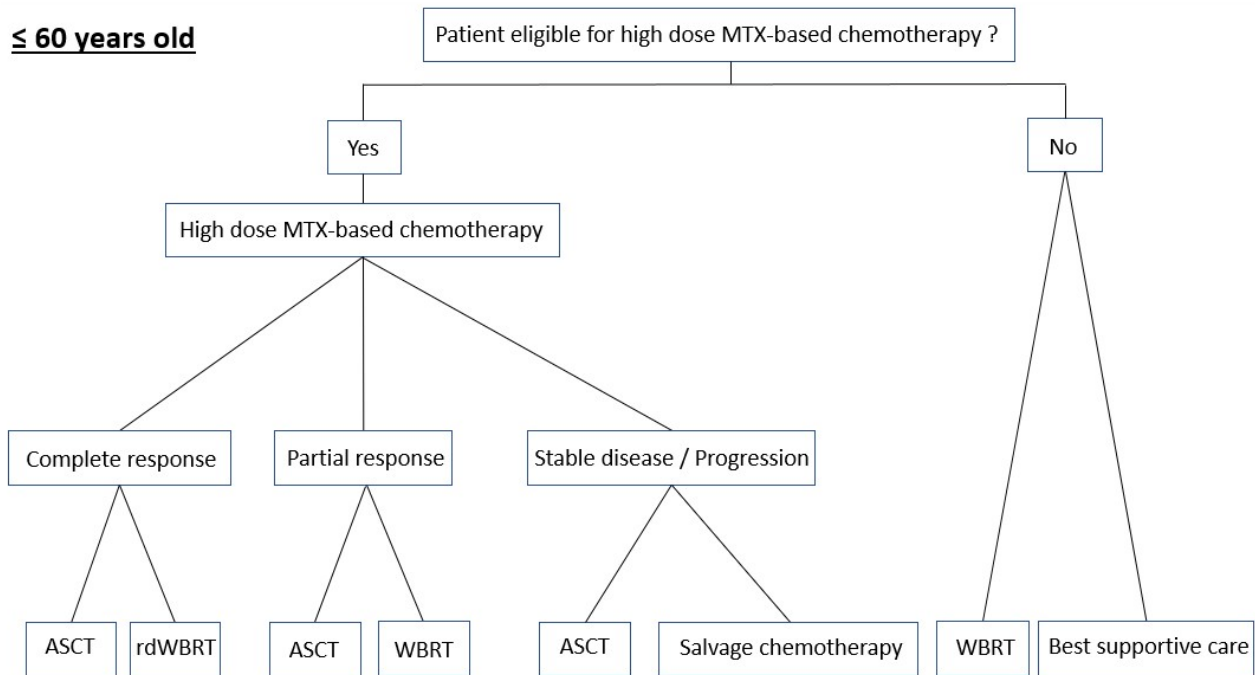 ≤ 60 years old
Patient eligible for high dose MTX-based chemotherapy ?
Yes
No
High dose MTX-based chemotherapy
Complete response
Partial response
Stable disease / Progression
ASCT
rdWBRT
ASCT
WBRT
ASCT
Salvage chemotherapy
WBRT
Best supportive care